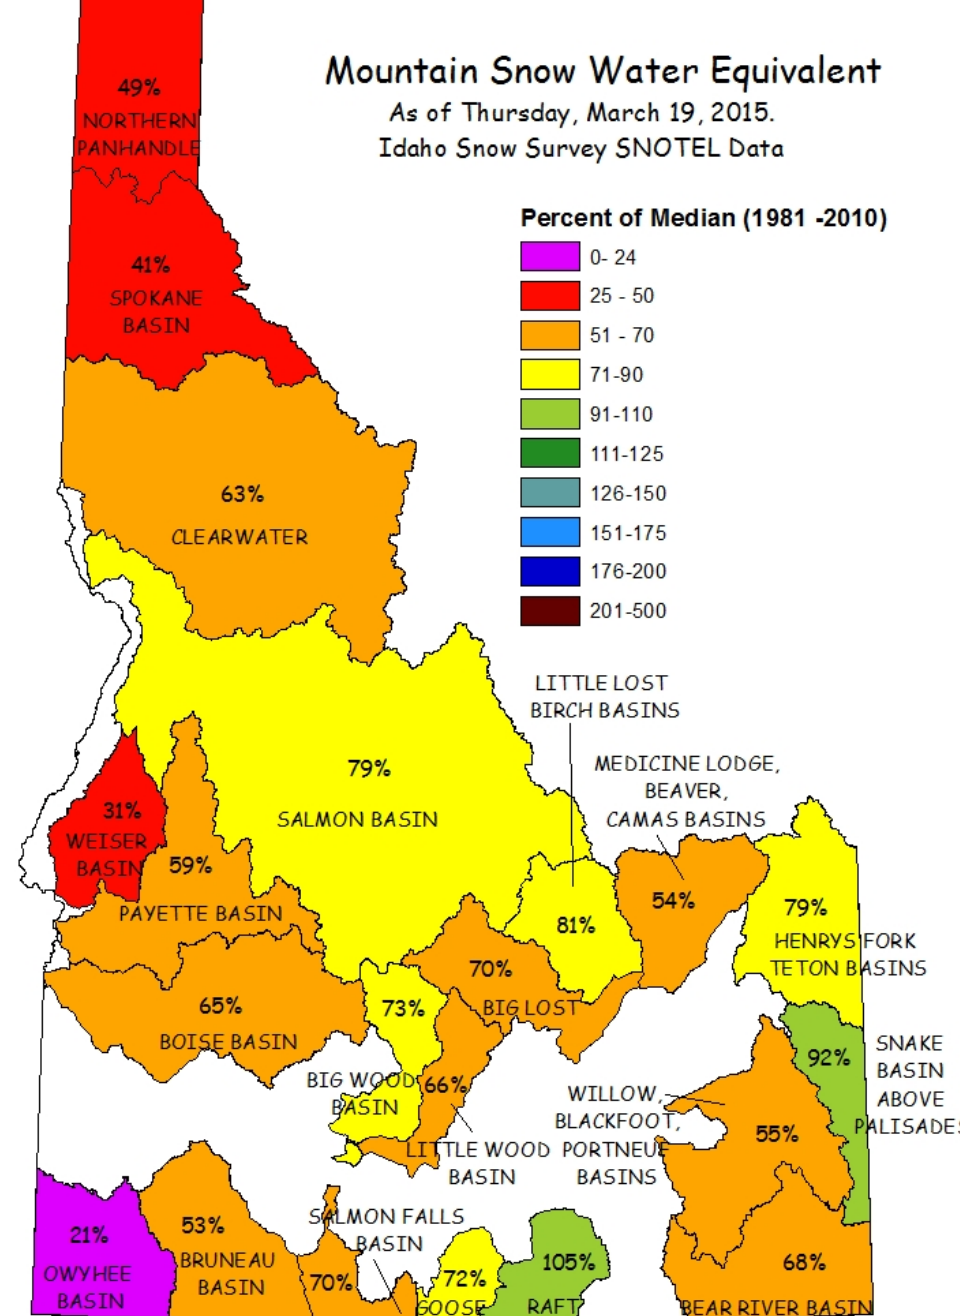 Mountain Snow Water Equivalent
As of Thursday, March 19, 2015.
Idaho Snow Survey SNOTEL Data
Percent of Median (1981 -2010)
0- 24
25 - 50
51 - 70
71-90
91-110
111-125
126-150
151-175
176-200
201-500
49%
NORTHERN
PANHANDLE
41%
SPOKANE
BASIN
63%
CLEARWATER
79%
SALMON BASIN
LITTLE LOST
BIRCH BASINS
81%
MEDICINE LODGE,
BEAVER,
CAMAS BASINS
54%
31%
WEISER
BASIN
59%
PAYETTE BASIN
79%
HENRYS FORK
TETON BASINS
70%
BIG LOST
65%
BOISE BASIN
73%
BIG WOOD
BASIN
66%
LITTLE WOOD
BASIN
92%
SNAKE
BASIN
ABOVE
PALISADES
WILLOW,
BLACKFOOT,
PORTNEUF
BASINS
55%
21%
OWYHEE
BASIN
53%
BRUNEAU
BASIN
SALMON FALLS
BASIN
70%
72%
GOOSE
105%
RAFT
68%
BEAR RIVER BASIN